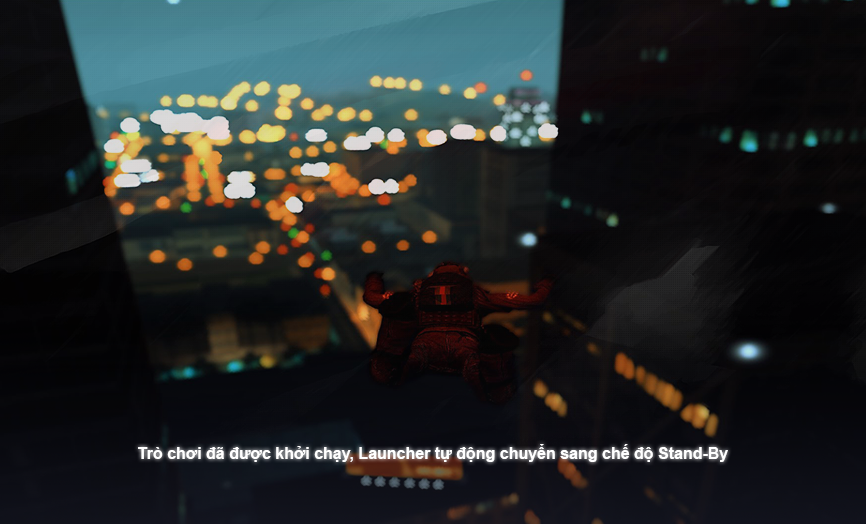 Trò chơi đã được khởi chạy, Launcher tự động chuyển sang chế độ Stand-By